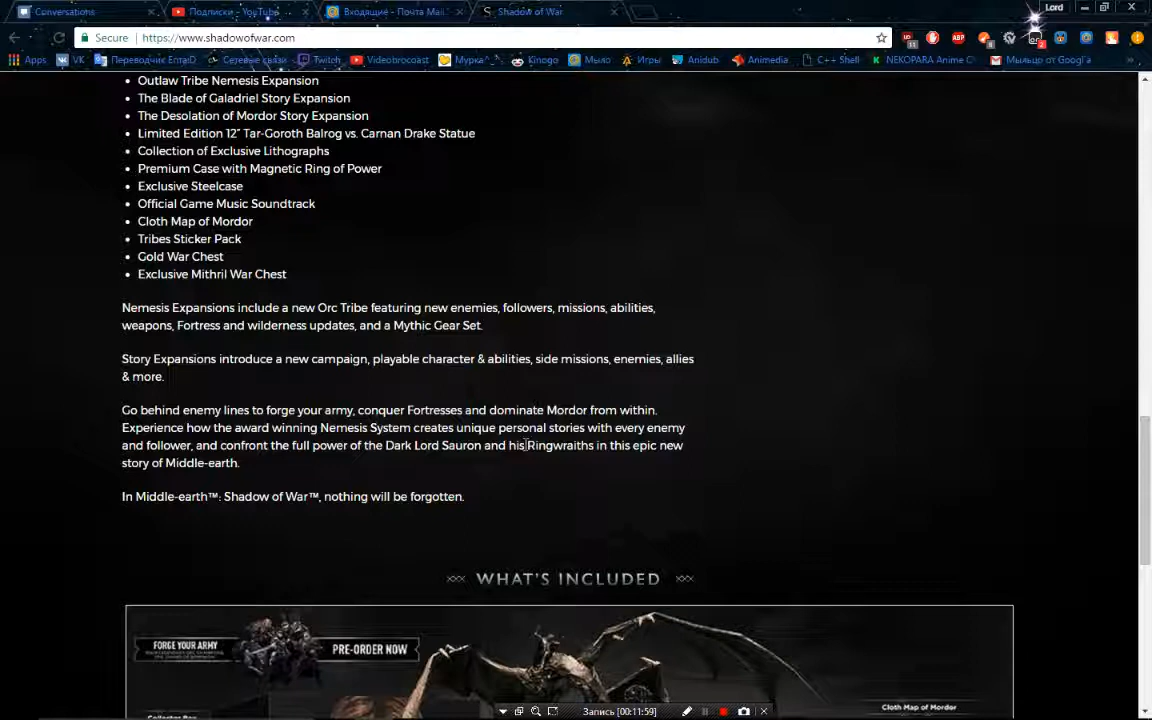 Conversations
Подписки - YouTube
Входящие - Почта Mail.
Shadow of War
Lord
Secure
https://www.shadowofwar.com
Apps
VK
Переводчик EnтаD
Сетевые связи
Twitch
Videobrocast
Мурка^.^
Kinogo
Мыло
Игры
Anidub
Animedia
C++ Shell
NEKOPARA Anime C
Мыльцо от Googla
Outlaw Tribe Nemesis Expansion
The Blade of Galadriel Story Expansion
The Desolation of Mordor Story Expansion
Limited Edition 12" Tar-Goroth Balrog vs. Carnan Drake Statue
Collection of Exclusive Lithographs
Premium Case with Magnetic Ring of Power
Exclusive Steelcase
Official Game Music Soundtrack
Cloth Map of Mordor
Tribes Sticker Pack
Gold War Chest
Exclusive Mithril War Chest
Nemesis Expansions include a new Orc Tribe featuring new enemies, followers, missions, abilities,
weapons, Fortress and wilderness updates, and a Mythic Gear Set.
Story Expansions introduce a new campaign, playable character & abilities, side missions, enemies, allies
& more.
Go behind enemy lines to forge your army, conquer Fortresses and dominate Mordor from within.
Experience how the award winning Nemesis System creates unique personal stories with every enemy
and follower, and confront the full power of the Dark Lord Sauron and his Ringwraiths in this epic new
story of Middle-earth.
In Middle-earth™: Shadow of War™, nothing will be forgotten.
WHAT'S INCLUDED
FORGE YOUR ARMY
PRE-ORDER NOW
Cloth Map of Mordor
Collector Box
Запись [00:11:59]